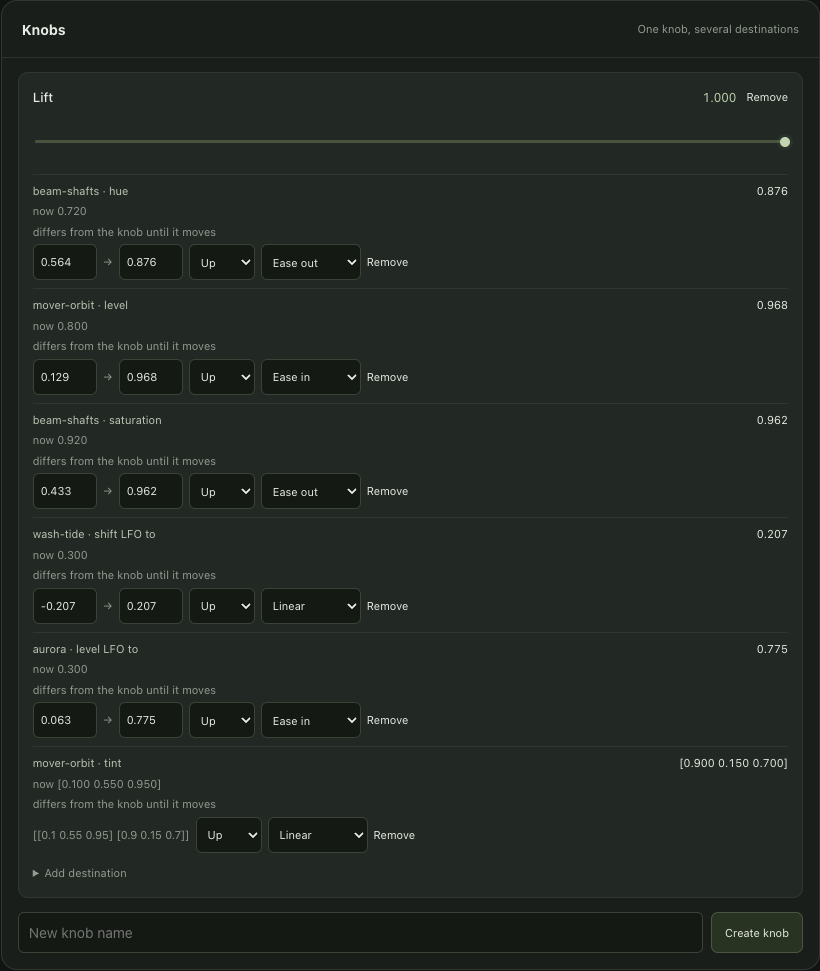 Knobs
One knob, several destinations
Lift
1.000 Remove
beam-shafts · hue 0.876
now 0.720
differs from the knob until it moves
0.564 → 0.876 Up Ease out Remove
mover-orbit · level 0.968
now 0.800
differs from the knob until it moves
0.129 → 0.968 Up Ease in Remove
beam-shafts · saturation 0.962
now 0.920
differs from the knob until it moves
0.433 → 0.962 Up Ease out Remove
wash-tide · shift LFO to 0.207
now 0.300
differs from the knob until it moves
-0.207 → 0.207 Up Linear Remove
aurora · level LFO to 0.775
now 0.300
differs from the knob until it moves
0.063 → 0.775 Up Ease in Remove
mover-orbit · tint [0.900 0.150 0.700]
now [0.100 0.550 0.950]
differs from the knob until it moves
[[0.1 0.55 0.95] [0.9 0.15 0.7]] Up Linear Remove
▶ Add destination
New knob name Create knob